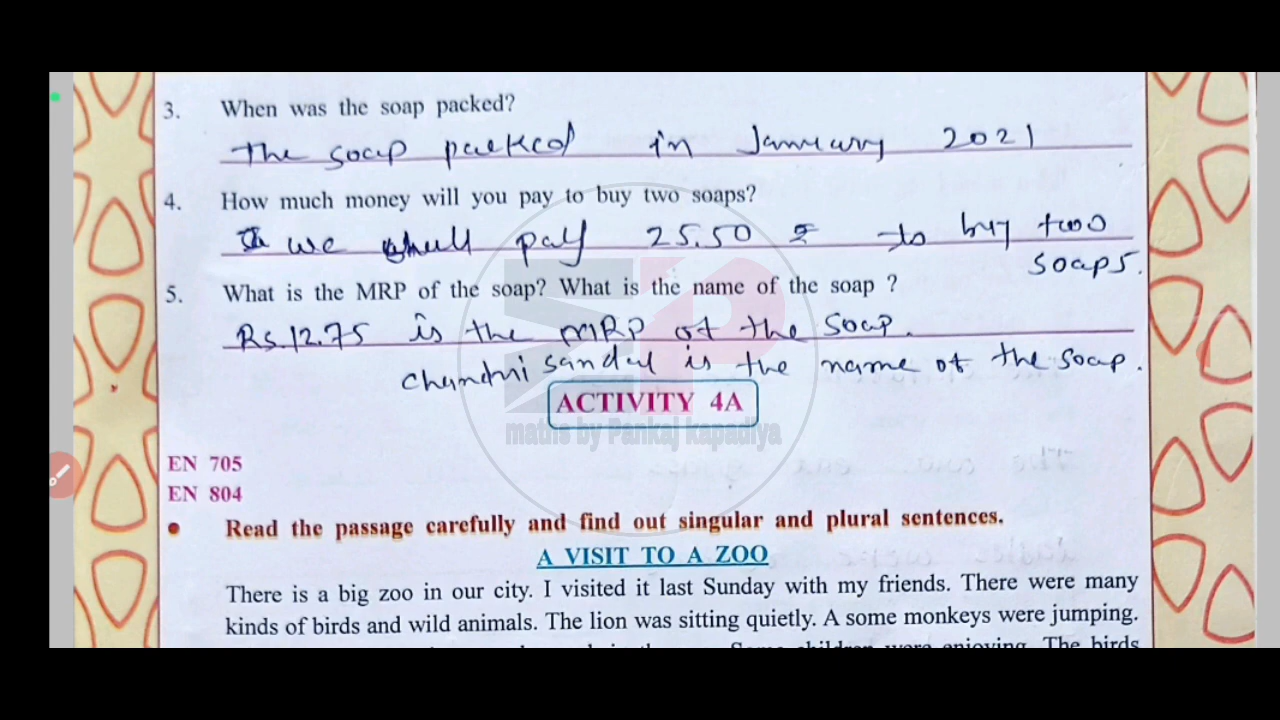 3. When was the soap packed?
The soap packed in January 2021
4. How much money will you pay to buy two soaps?
we shall pay 25.50 ₹ to buy two
soaps.
5. What is the MRP of the soap? What is the name of the soap ?
Rs. 12.75 is the MRP of the soap.
chandni sandal is the name of the soap.
ACTIVITY 4A
maths by Pankaj kapadiya
EN 705
EN 804
• Read the passage carefully and find out singular and plural sentences.
A VISIT TO A ZOO
There is a big zoo in our city. I visited it last Sunday with my friends. There were many
kinds of birds and wild animals. The lion was sitting quietly. A some monkeys were jumping.
Some children were enjoying. The birds